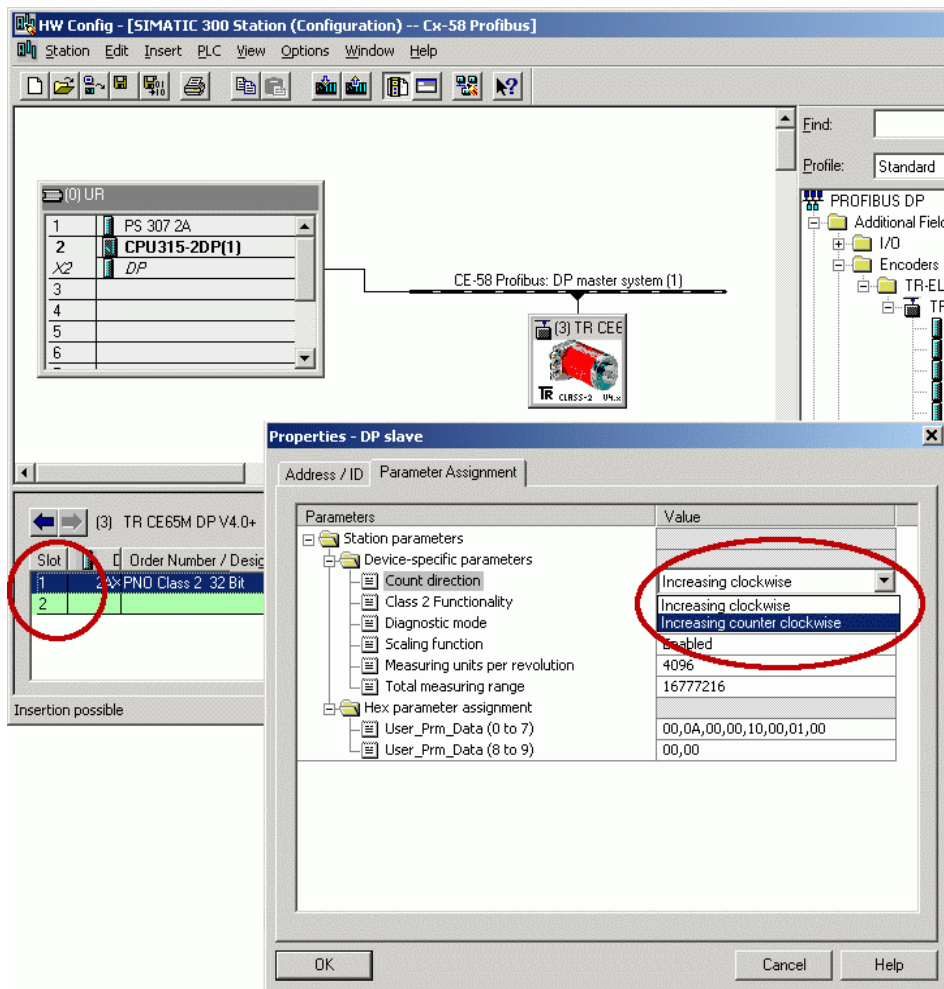 HW Config - [SIMATIC 300 Station (Configuration) -- Cx-58 Profibus]
Station Edit Insert PLC View Options Window Help
Find:
Profile: Standard
(0) UR
1 PS 307 2A
2 CPU315-2DP(1)
X2 DP
3
4
5
6
CE-58 Profibus: DP master system (1)
(3) TR CEE
TR CLASS-2 V4.x
PROFIBUS DP
Additional Field
I/O
Encoders
TR-EL
TR
(3) TR CE65M DP V4.0+
Slot D Order Number / Desig
1 2AX PNO Class 2 32 Bit
2
Insertion possible
Properties - DP slave
Address / ID Parameter Assignment
Parameters Value
Station parameters
Device-specific parameters
Count direction Increasing clockwise
Class 2 Functionality Increasing clockwise
Diagnostic mode Increasing counter clockwise
Scaling function Enabled
Measuring units per revolution 4096
Total measuring range 16777216
Hex parameter assignment
User_Prm_Data (0 to 7) 00,0A,00,00,10,00,01,00
User_Prm_Data (8 to 9) 00,00
OK Cancel Help